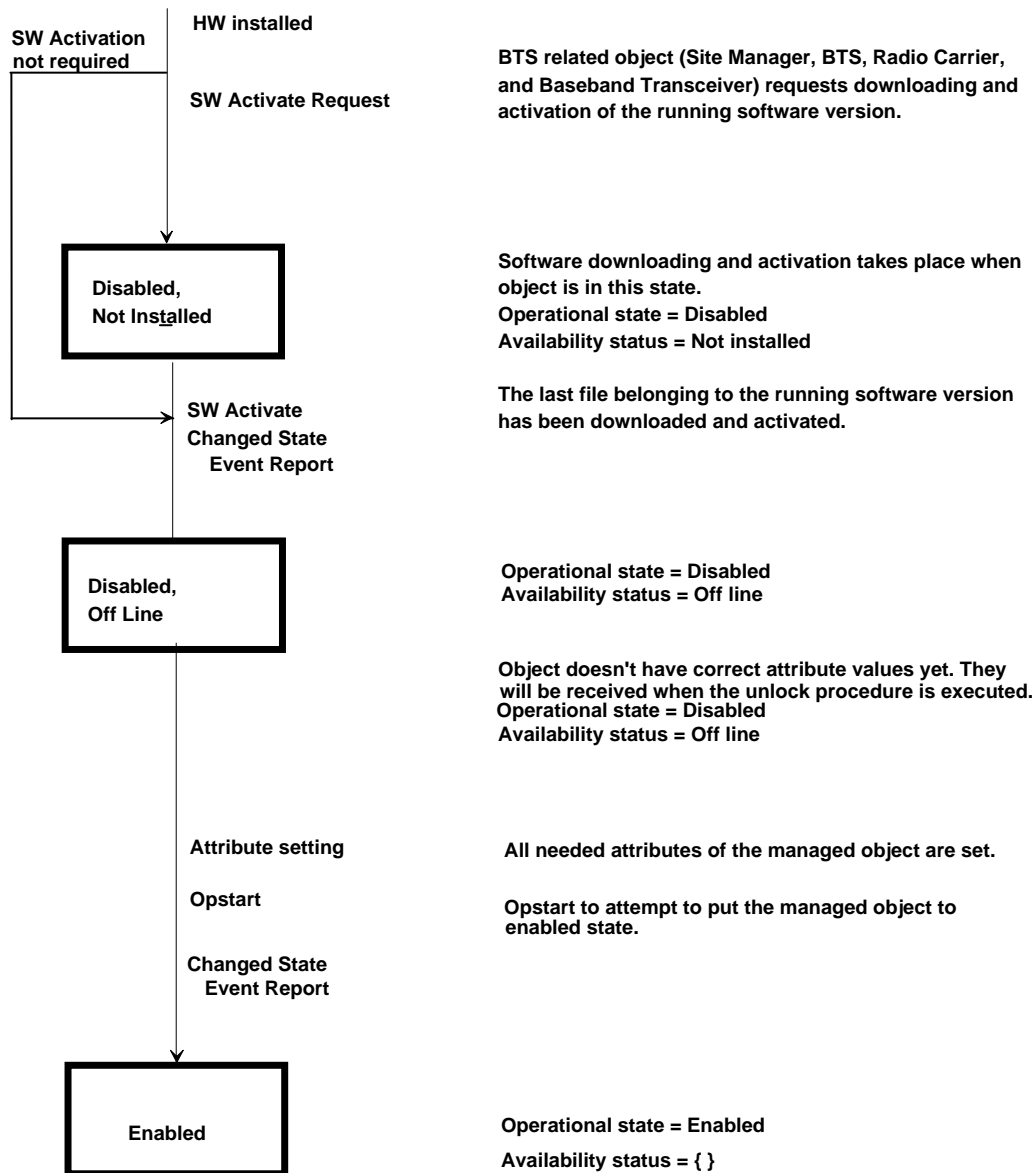 SW Activation
not required
HW installed
SW Activate Request
BTS related object (Site Manager, BTS, Radio Carrier,
and Baseband Transceiver) requests downloading and
activation of the running software version.
Disabled,
Not Installed
Software downloading and activation takes place when
object is in this state.
Operational state = Disabled
Availability status = Not installed
SW Activate
Changed State
Event Report
The last file belonging to the running software version
has been downloaded and activated.
Disabled,
Off Line
Operational state = Disabled
Availability status = Off line
Object doesn't have correct attribute values yet. They
will be received when the unlock procedure is executed.
Operational state = Disabled
Availability status = Off line
Attribute setting
All needed attributes of the managed object are set.
Opstart
Opstart to attempt to put the managed object to
enabled state.
Changed State
Event Report
Enabled
Operational state = Enabled
Availability status = { }